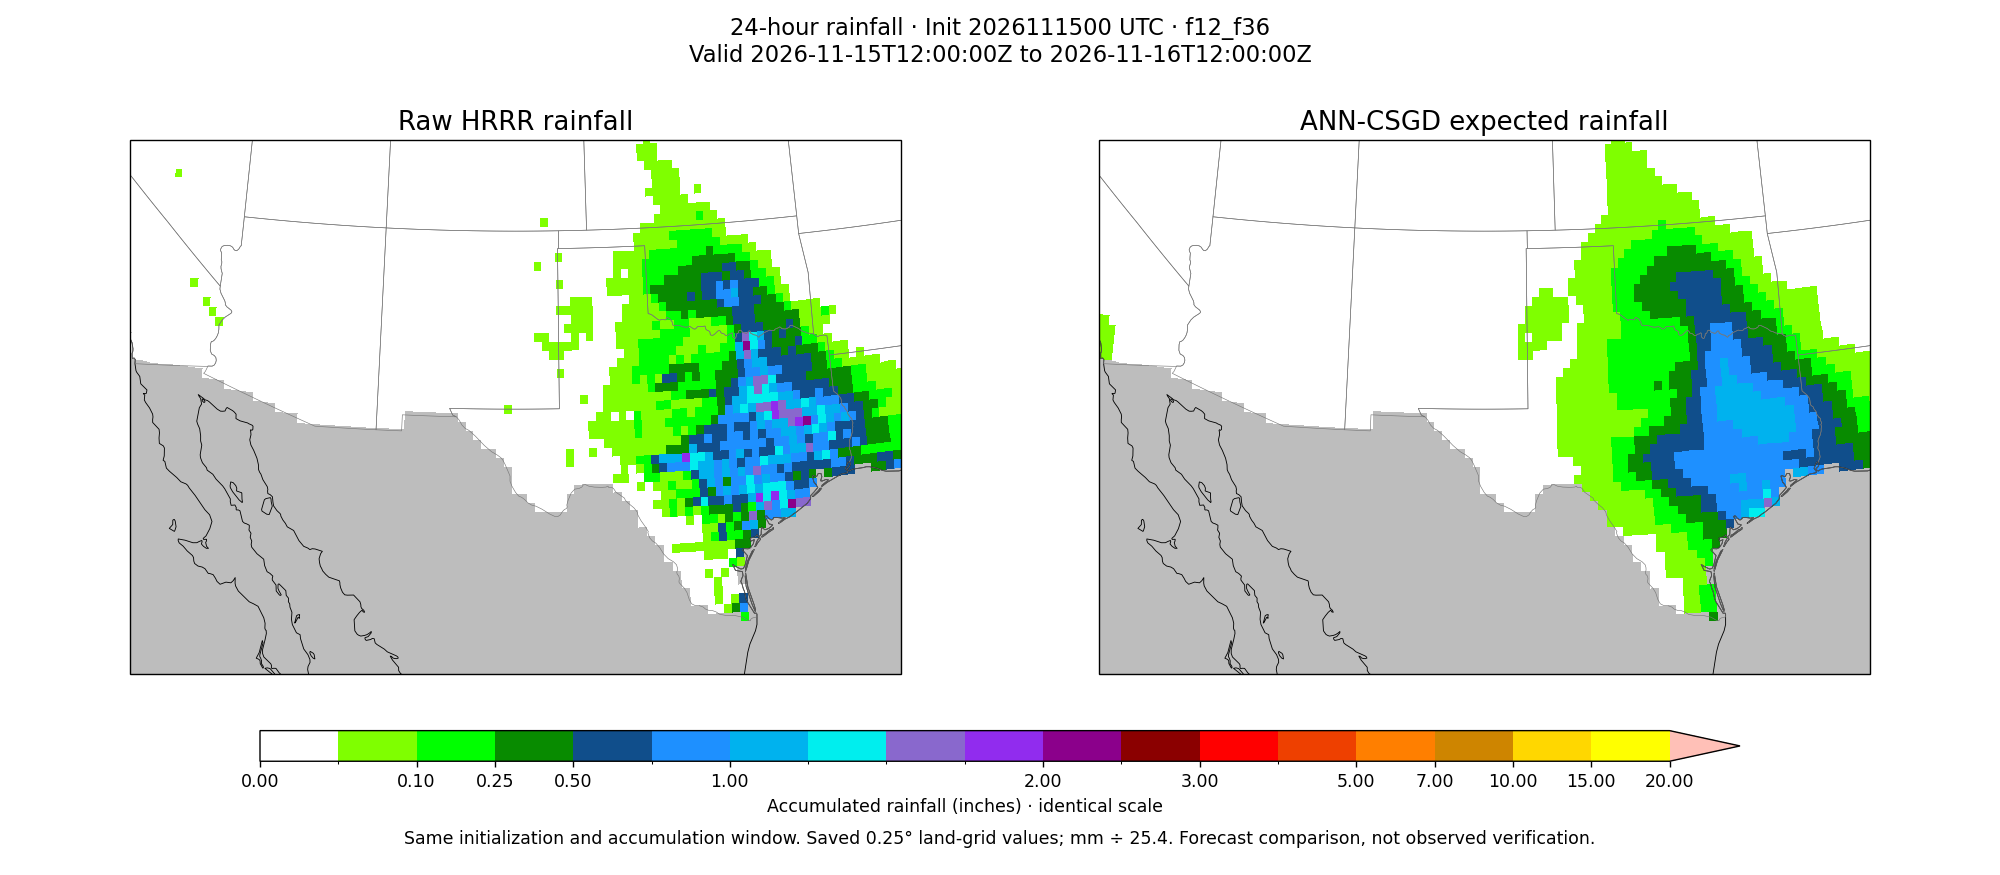 24-hour rainfall · Init 2026111500 UTC · f12_f36
Valid 2026-11-15T12:00:00Z to 2026-11-16T12:00:00Z
Raw HRRR rainfall
ANN-CSGD expected rainfall
0.00 0.10 0.25 0.50 1.00 2.00 3.00 5.00 7.00 10.00 15.00 20.00
Accumulated rainfall (inches) · identical scale
Same initialization and accumulation window. Saved 0.25° land-grid values; mm ÷ 25.4. Forecast comparison, not observed verification.